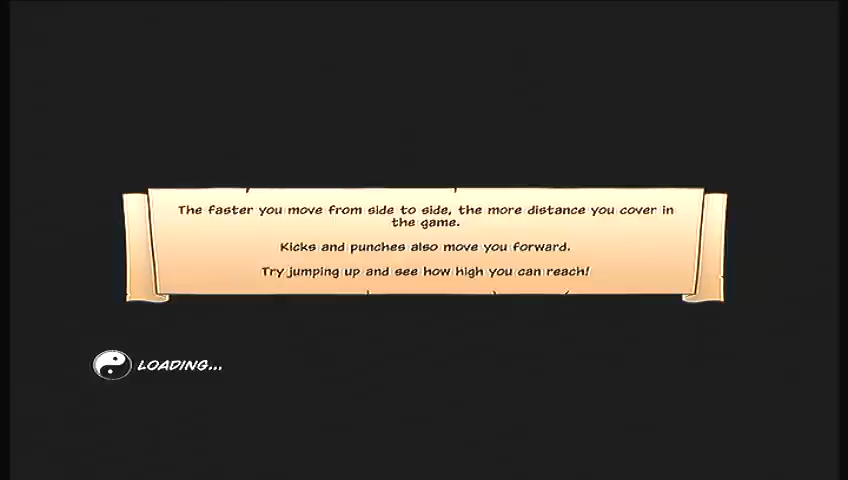 The faster you move from side to side, the more distance you cover in
the game.
Kicks and punches also move you forward.
Try jumping up and see how high you can reach!
LOADING...